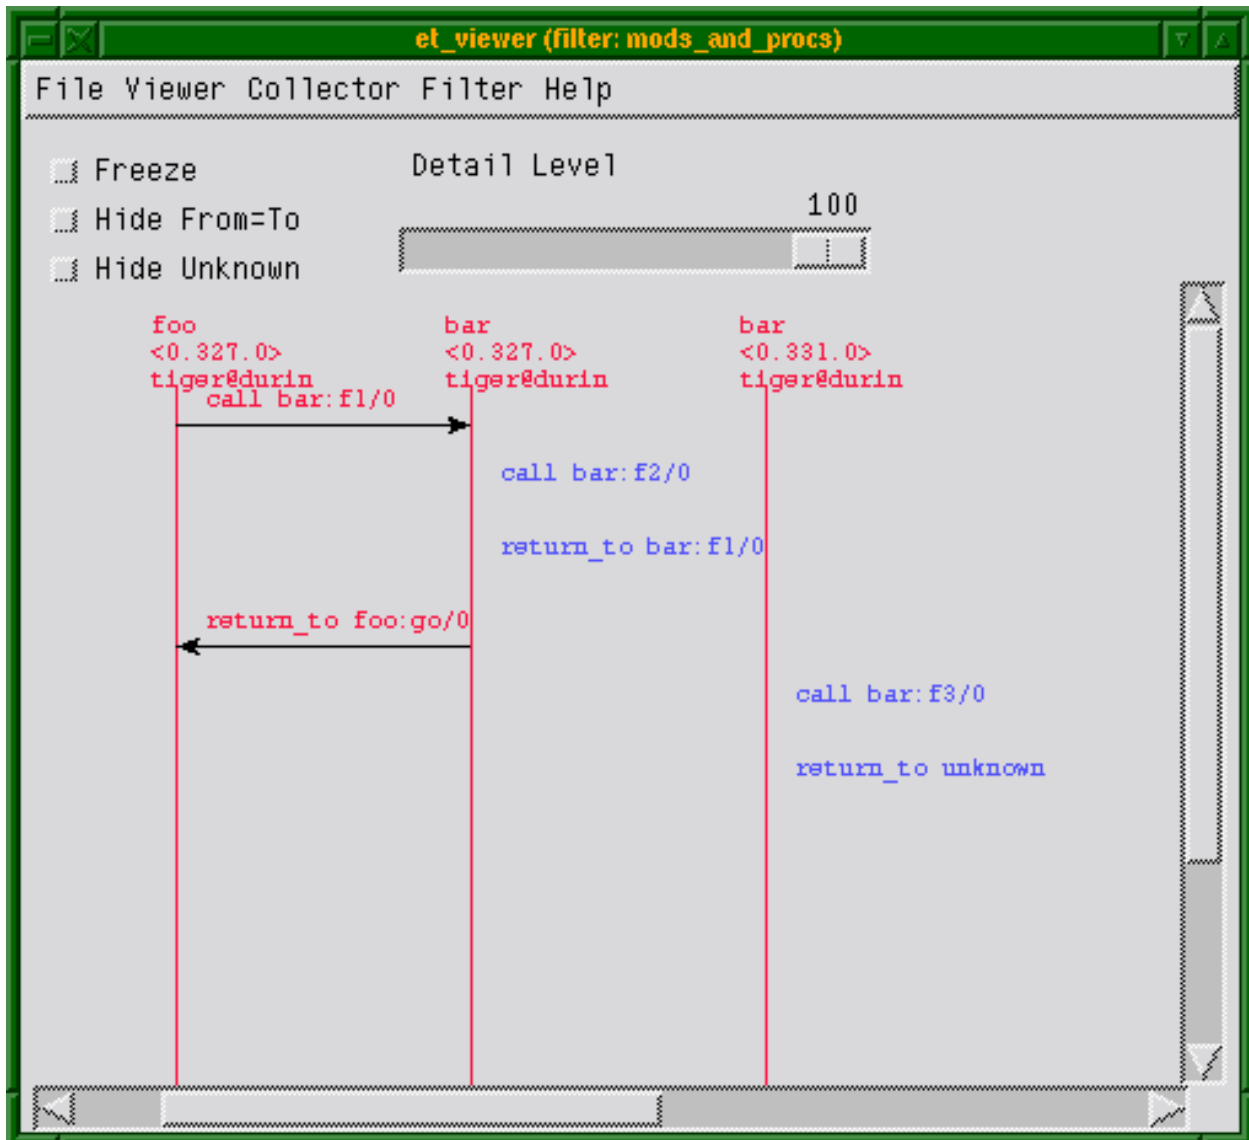 et_viewer (filter: mods_and_procs)
File Viewer Collector Filter Help
Freeze
Detail Level
Hide From=To
100
Hide Unknown
foo
<0.327.0>
tiger@durin
bar
<0.327.0>
tiger@durin
bar
<0.331.0>
tiger@durin
call bar:f1/0
call bar:f2/0
return_to bar:f1/0
return_to foo:go/0
call bar:f3/0
return_to unknown